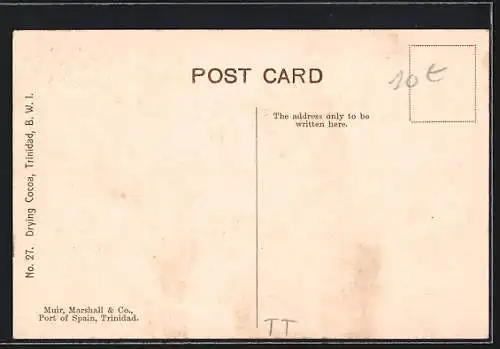 POST CARD
10€
The address only to be
written here.
No. 27. Drying Cocoa, Trinidad, B. W. I.
Muir, Marshall & Co.,
Port of Spain, Trinidad.
TT